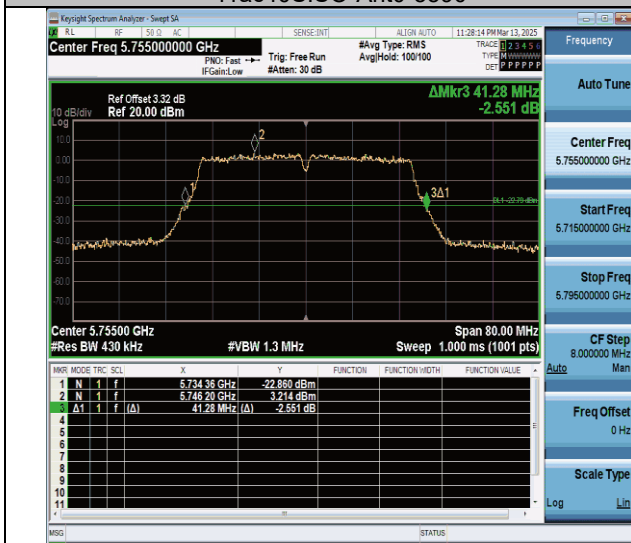 Keysight Spectrum Analyzer - Swept SA
RL RF 50 Ω AC SENSE:INT ALIGN AUTO 11:28:14 PM Mar 13, 2025
Center Freq 5.755000000 GHz
PNO: Fast
IFGain:Low
Trig: Free Run
#Atten: 30 dB
#Avg Type: RMS
Avg|Hold: 100/100
TRACE 1 2 3 4 5 6
TYPE MWWWWW
DET P P P P P P
Frequency
Auto Tune
Center Freq
5.755000000 GHz
Start Freq
5.715000000 GHz
Stop Freq
5.795000000 GHz
CF Step
8.000000 MHz
Auto Man
Freq Offset
0 Hz
Scale Type
Log Lin
ΔMkr3 41.28 MHz
-2.551 dB
Ref Offset 3.32 dB
10 dB/div Ref 20.00 dBm
Log
10.0
0.00
-10.0
-20.0
-30.0
-40.0
-50.0
-60.0
-70.0
1
2
3Δ1
DL1 -22.79 dBm
Center 5.75500 GHz Span 80.00 MHz
#Res BW 430 kHz #VBW 1.3 MHz Sweep 1.000 ms (1001 pts)
MKR MODE TRC SCL X Y FUNCTION FUNCTION WIDTH FUNCTION VALUE
1 N 1 f 5.734 36 GHz -22.860 dBm
2 N 1 f 5.746 20 GHz 3.214 dBm
3 Δ1 1 f (Δ) 41.28 MHz (Δ) -2.551 dB
4
5
6
7
8
9
10
11
MSG STATUS